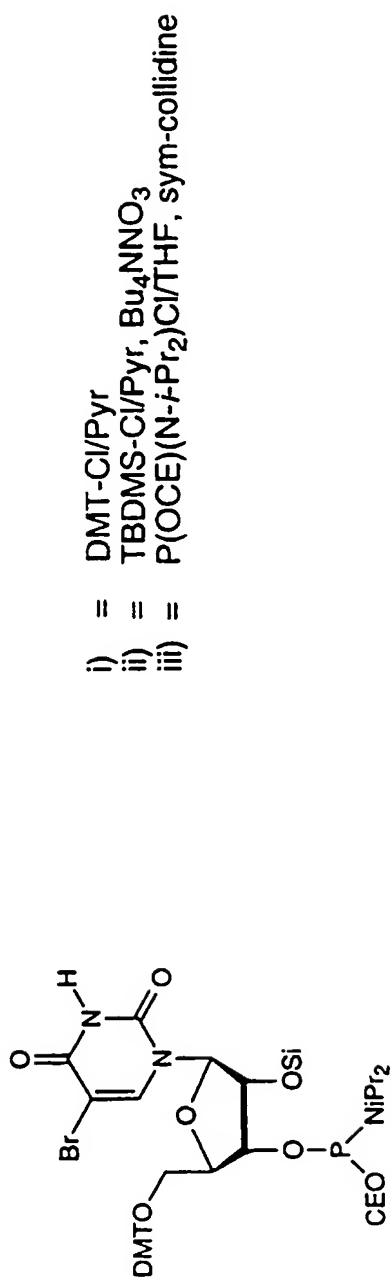 i) = DMT-Cl/Pyr
ii) = TBDMS-Cl/Pyr, Bu₄NNO₃
iii) = P(OCE)(N-i-Pr₂)Cl/THF, sym-collidine
O
Br
N
H
N
O
DMTO
O
OSi
O
P
CEO
NiPr₂